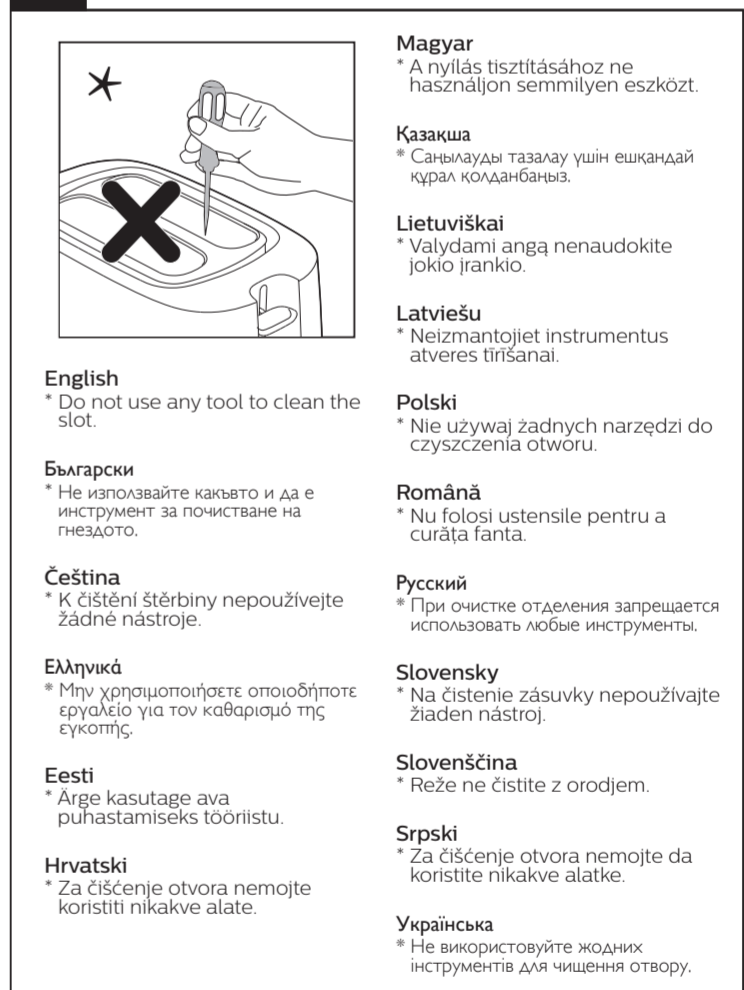 English
* Do not use any tool to clean the
slot.
Български
* Не използвайте какъвто и да е
инструмент за почистване на
гнездото.
Čeština
* K čištění štěrbiny nepoužívejte
žádné nástroje.
Ελληνικά
* Μην χρησιμοποιήσετε οποιοδήποτε
εργαλείο για τον καθαρισμό της
εγκοπής.
Eesti
* Ärge kasutage ava
puhastamiseks tööriistu.
Hrvatski
* Za čišćenje otvora nemojte
koristiti nikakve alate.
Magyar
* A nyílás tisztításához ne
használjon semmilyen eszközt.
Қазақша
* Саңылауды тазалау үшін ешқандай
құрал қолданбаңыз.
Lietuviškai
* Valydami angą nenaudokite
jokio įrankio.
Latviešu
* Neizmantojiet instrumentus
atveres tīrīšanai.
Polski
* Nie używaj żadnych narzędzi do
czyszczenia otworu.
Română
* Nu folosi ustensile pentru a
curăța fanta.
Русский
* При очистке отделения запрещается
использовать любые инструменты.
Slovensky
* Na čistenie zásuvky nepoužívajte
žiaden nástroj.
Slovenščina
* Reže ne čistite z orodjem.
Srpski
* Za čišćenje otvora nemojte da
koristite nikakve alatke.
Українська
* Не використовуйте жодних
інструментів для чищення отвору.